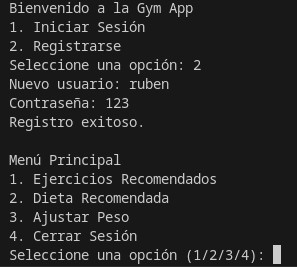 Bienvenido a la Gym App
1. Iniciar Sesión
2. Registrarse
Seleccione una opción: 2
Nuevo usuario: ruben
Contraseña: 123
Registro exitoso.
Menú Principal
1. Ejercicios Recomendados
2. Dieta Recomendada
3. Ajustar Peso
4. Cerrar Sesión
Seleccione una opción (1/2/3/4):